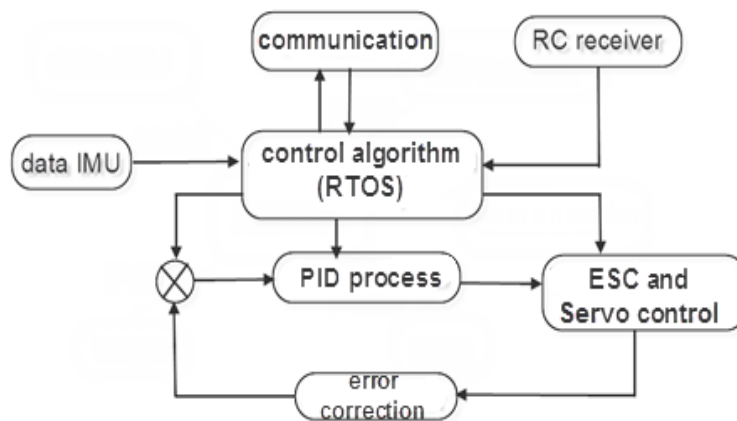 communication
RC receiver
data IMU
control algorithm
(RTOS)
PID process
ESC and
Servo control
error
correction